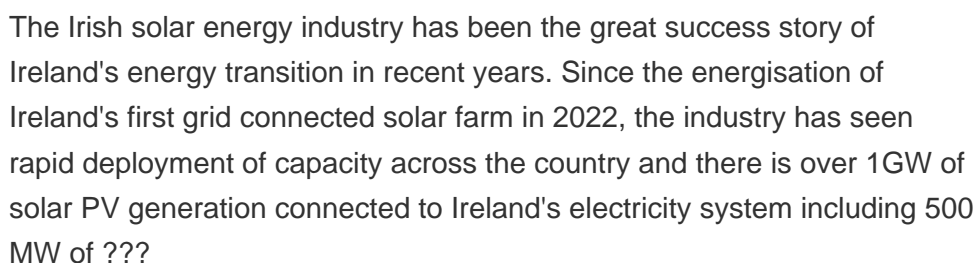 The Irish solar energy industry has been the great success story of
Ireland's energy transition in recent years. Since the energisation of
Ireland's first grid connected solar farm in 2022, the industry has seen
rapid deployment of capacity across the country and there is over 1GW of
solar PV generation connected to Ireland's electricity system including 500
MW of ???